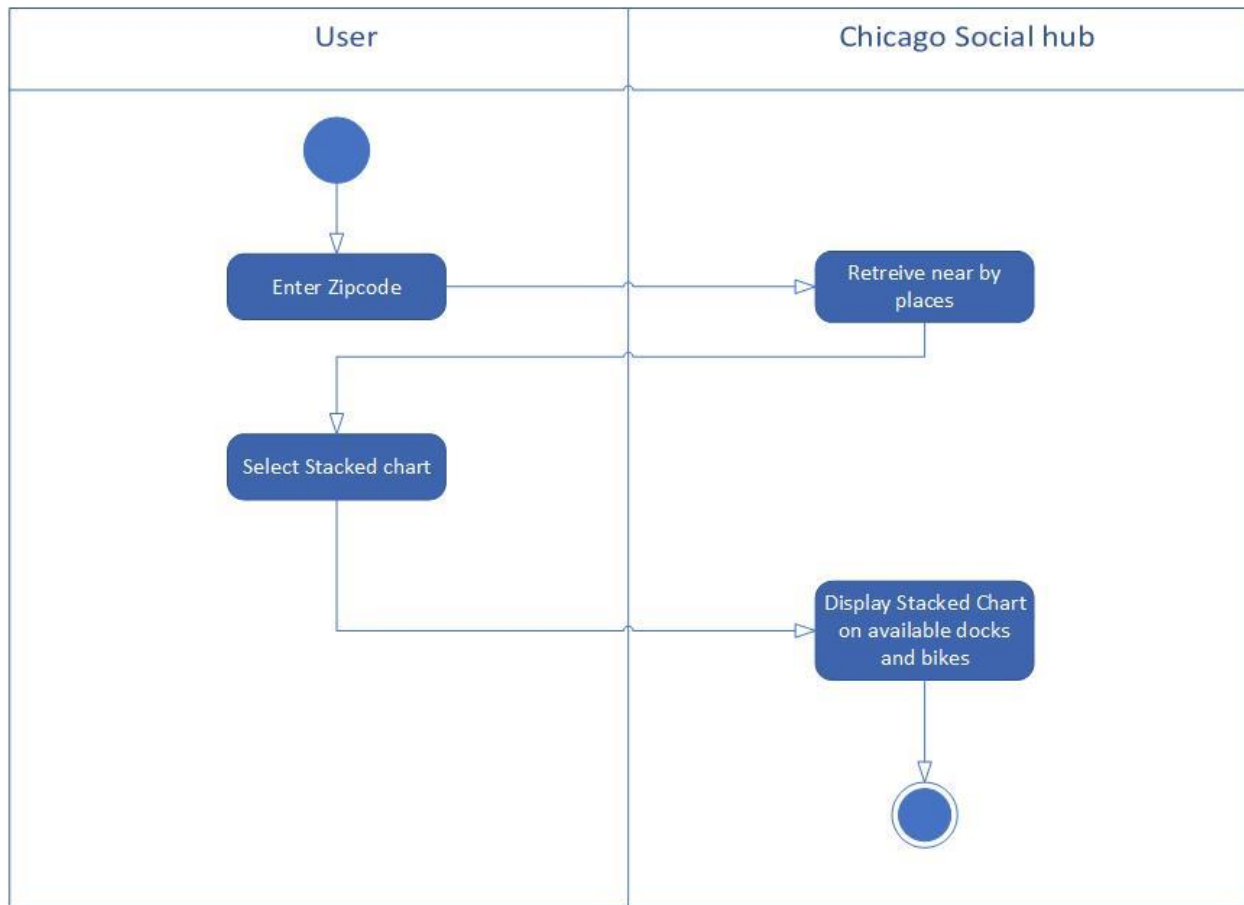 User
Chicago Social hub
Enter Zipcode
Retreive near by
places
Select Stacked chart
Display Stacked Chart
on available docks
and bikes